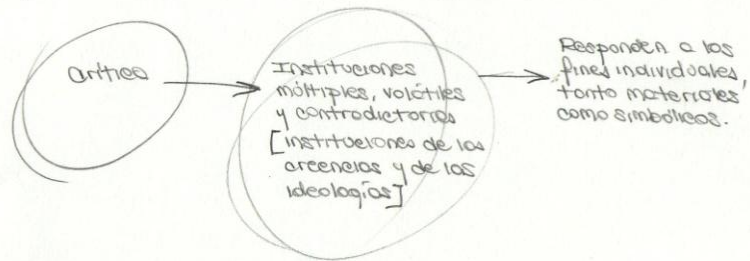 crítica
Instituciones
múltiples, volátiles
y contradictorias
[instituciones de las
creencias y de las
ideologías]
Responden a los
fines individuales,
tanto materiales
como simbólicos.